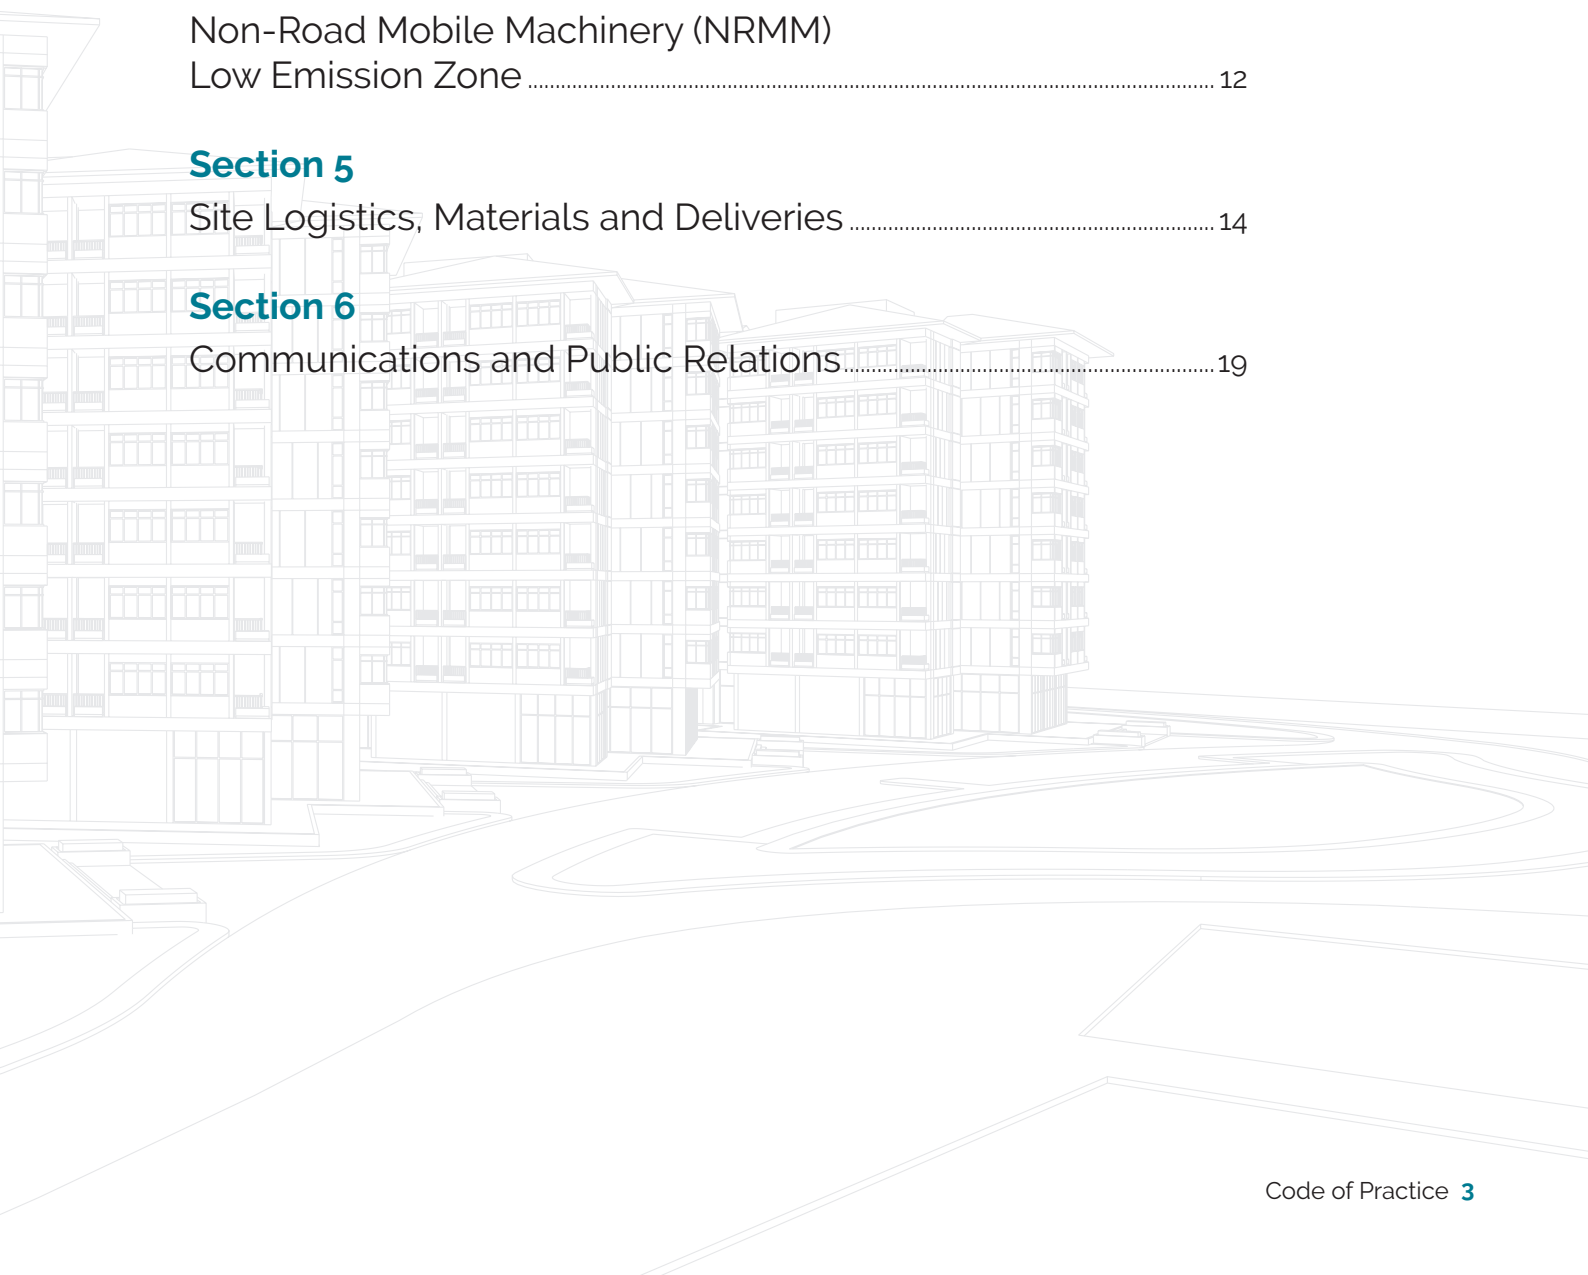 Non-Road Mobile Machinery (NRMM)
Low Emission Zone 12
Section 5
Site Logistics, Materials and Deliveries 14
Section 6
Communications and Public Relations 19
Code of Practice 3